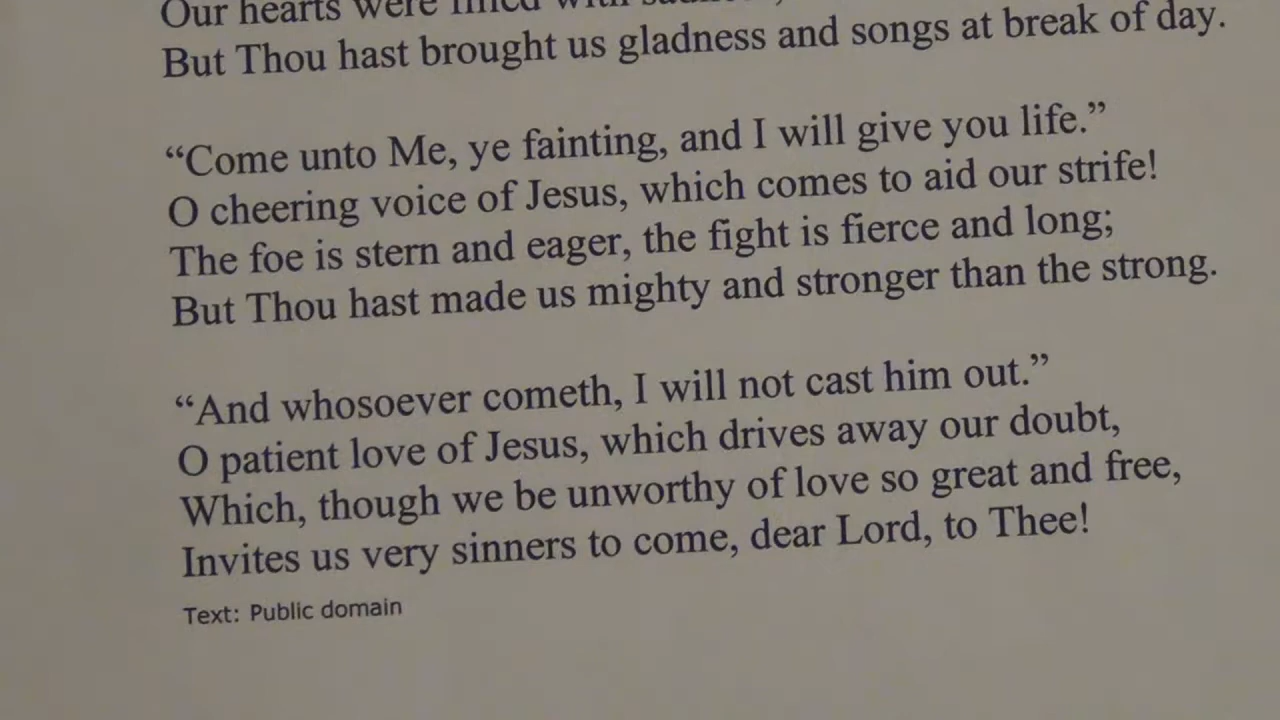 Our hearts were filled with
But Thou hast brought us gladness and songs at break of day.
“Come unto Me, ye fainting, and I will give you life.”
O cheering voice of Jesus, which comes to aid our strife!
The foe is stern and eager, the fight is fierce and long;
But Thou hast made us mighty and stronger than the strong.
“And whosoever cometh, I will not cast him out.”
O patient love of Jesus, which drives away our doubt,
Which, though we be unworthy of love so great and free,
Invites us very sinners to come, dear Lord, to Thee!
Text: Public domain